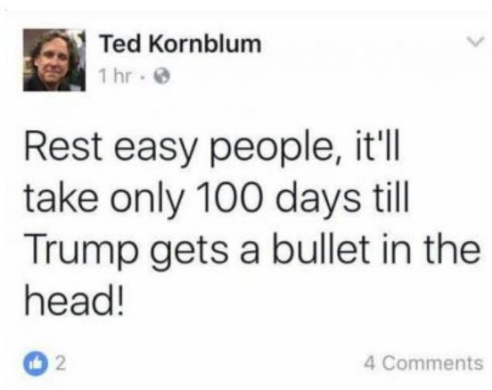 Ted Kornblum
1 hr ·
Rest easy people, it'll
take only 100 days till
Trump gets a bullet in the
head!
2
4 Comments